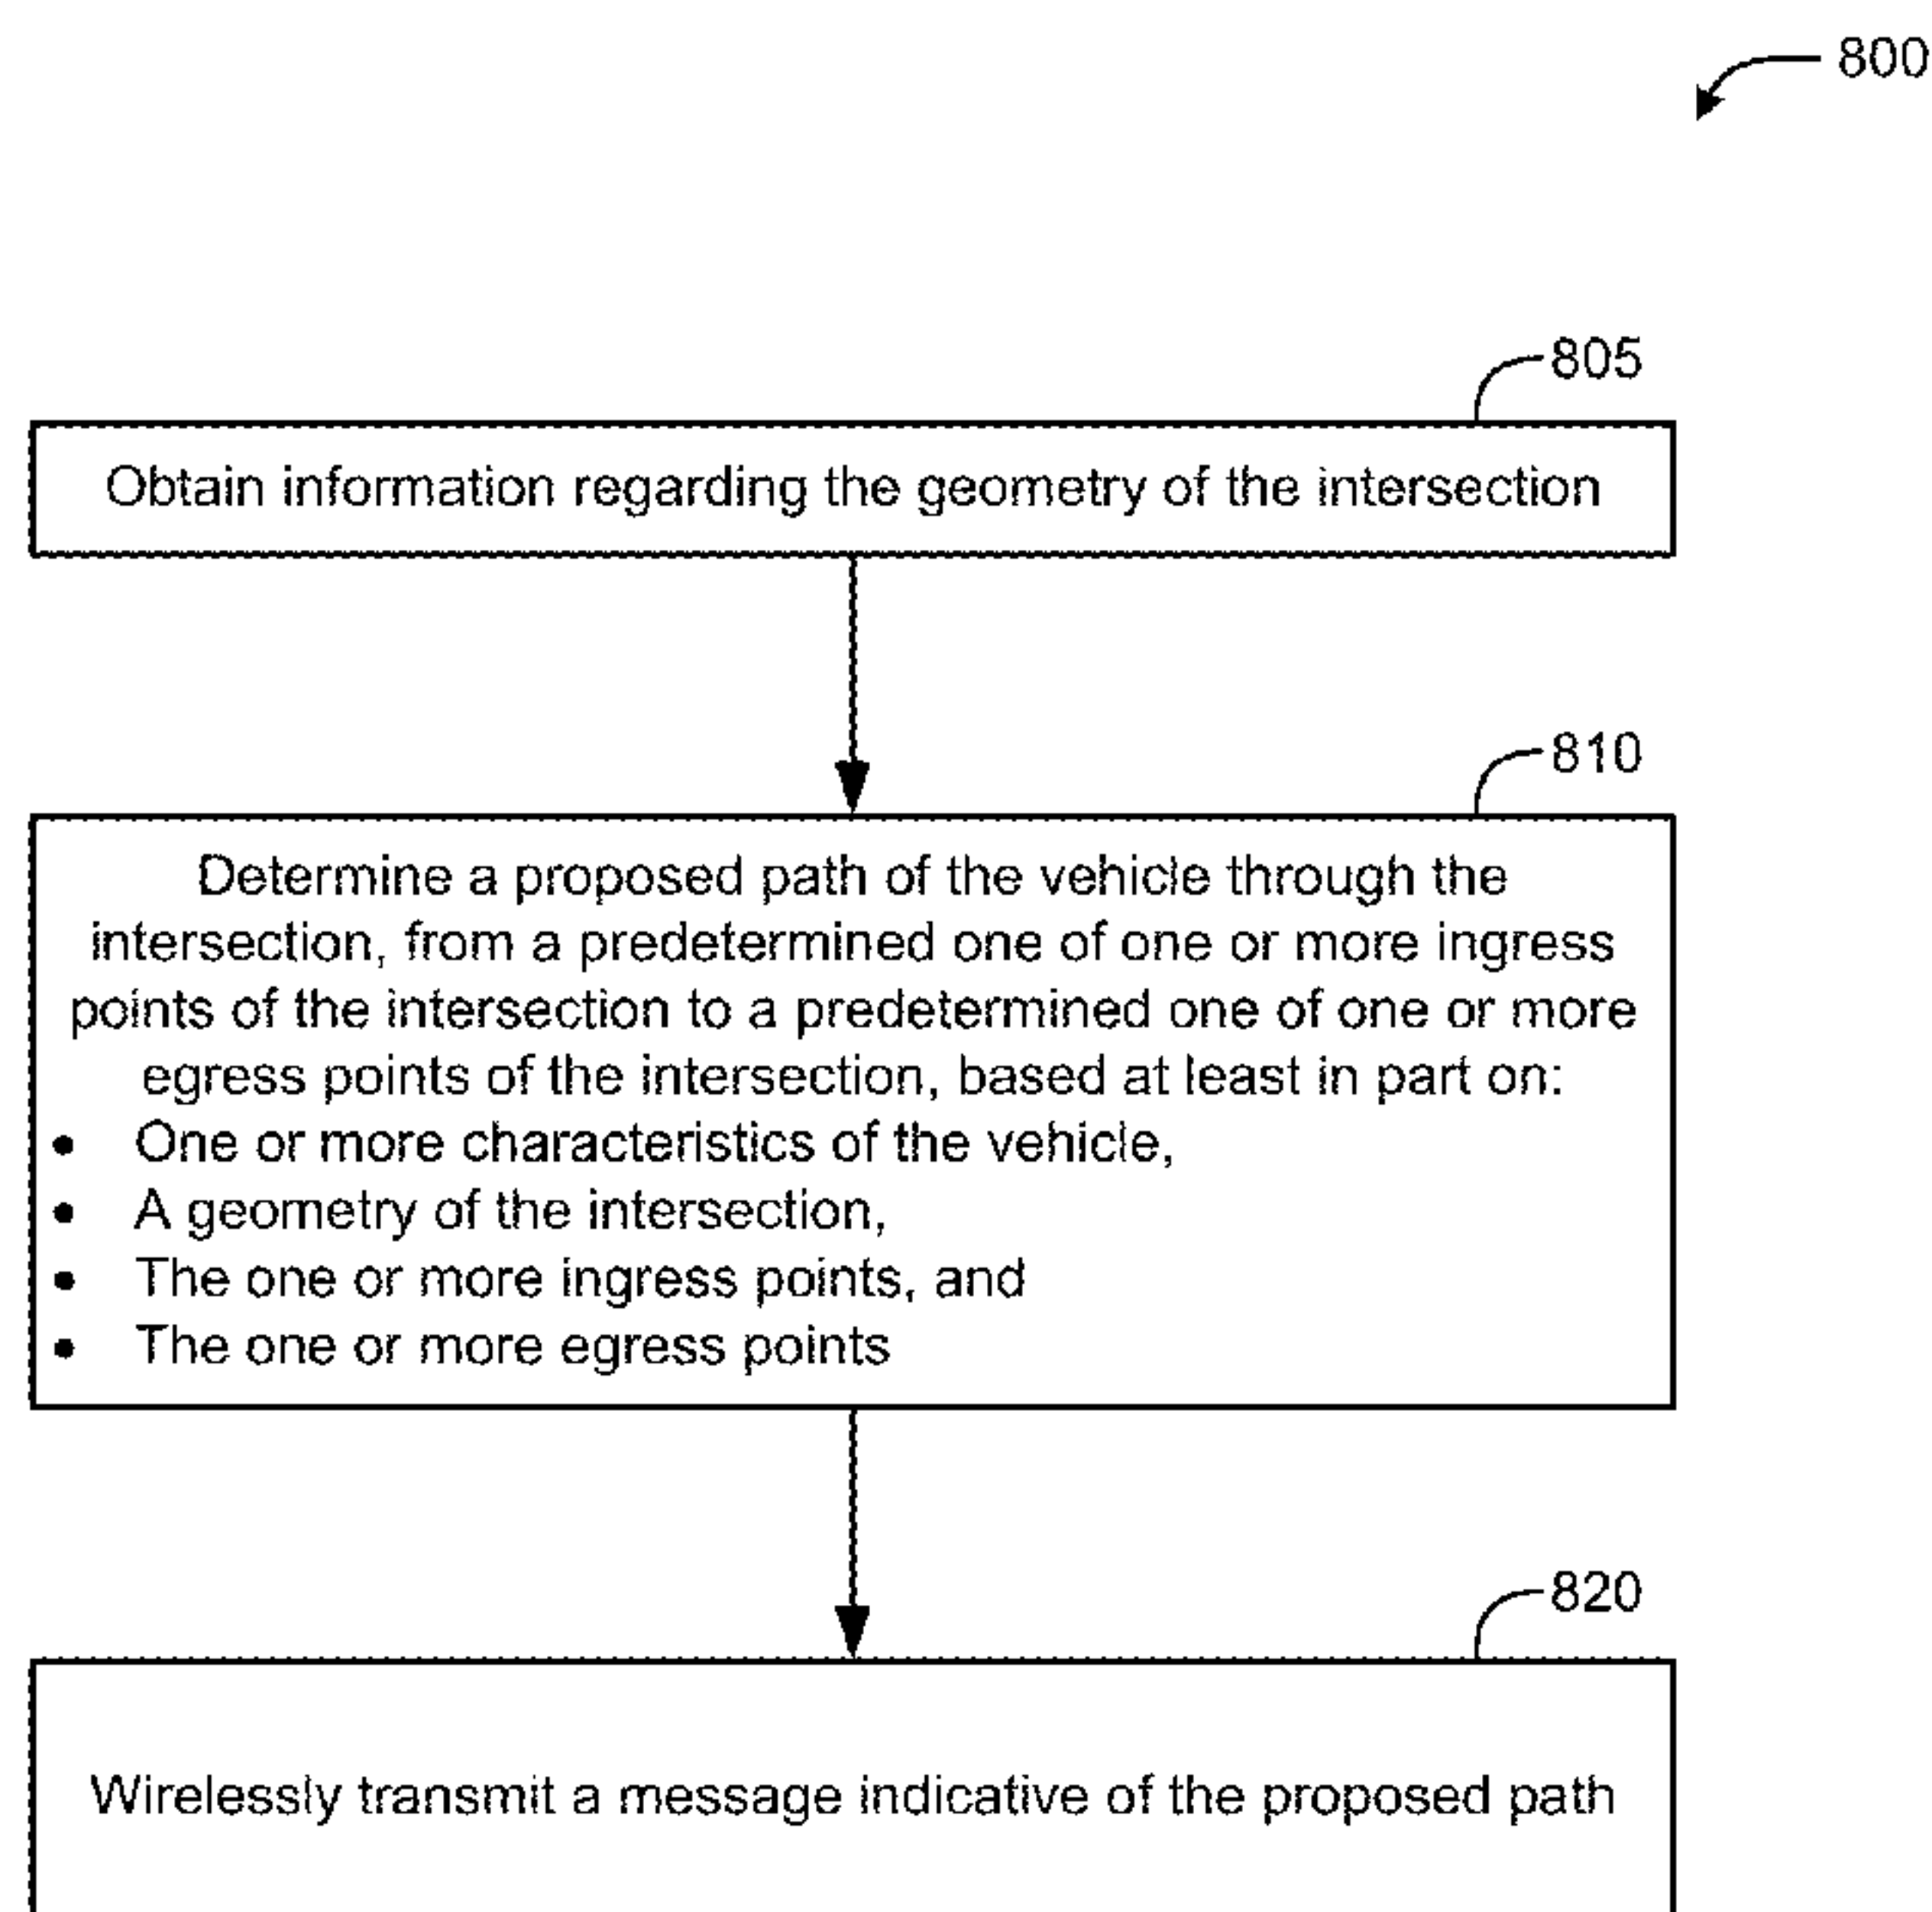 800
805
Obtain information regarding the geometry of the intersection
810
Determine a proposed path of the vehicle through the
intersection, from a predetermined one of one or more ingress
points of the intersection to a predetermined one of one or more
egress points of the intersection, based at least in part on:
• One or more characteristics of the vehicle,
• A geometry of the intersection,
• The one or more ingress points, and
• The one or more egress points
820
Wirelessly transmit a message indicative of the proposed path